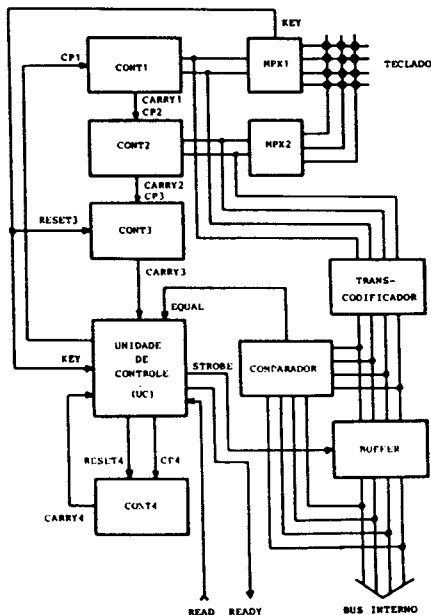 KEY
CP1
CONT1
MPX1
TECLADO
CARRY1
CP2
CONT2
MPX2
CARRY2
CP3
RESET3
CONT3
CARRY3
TRANS-
CODIFICADOR
EQUAL
UNIDADE
DE
CONTROLE
(UC)
KEY
STROBE
COMPARADOR
BUFFER
RESET4
CP4
CARRY4
CONT4
READ
READY
BUS INTERNO